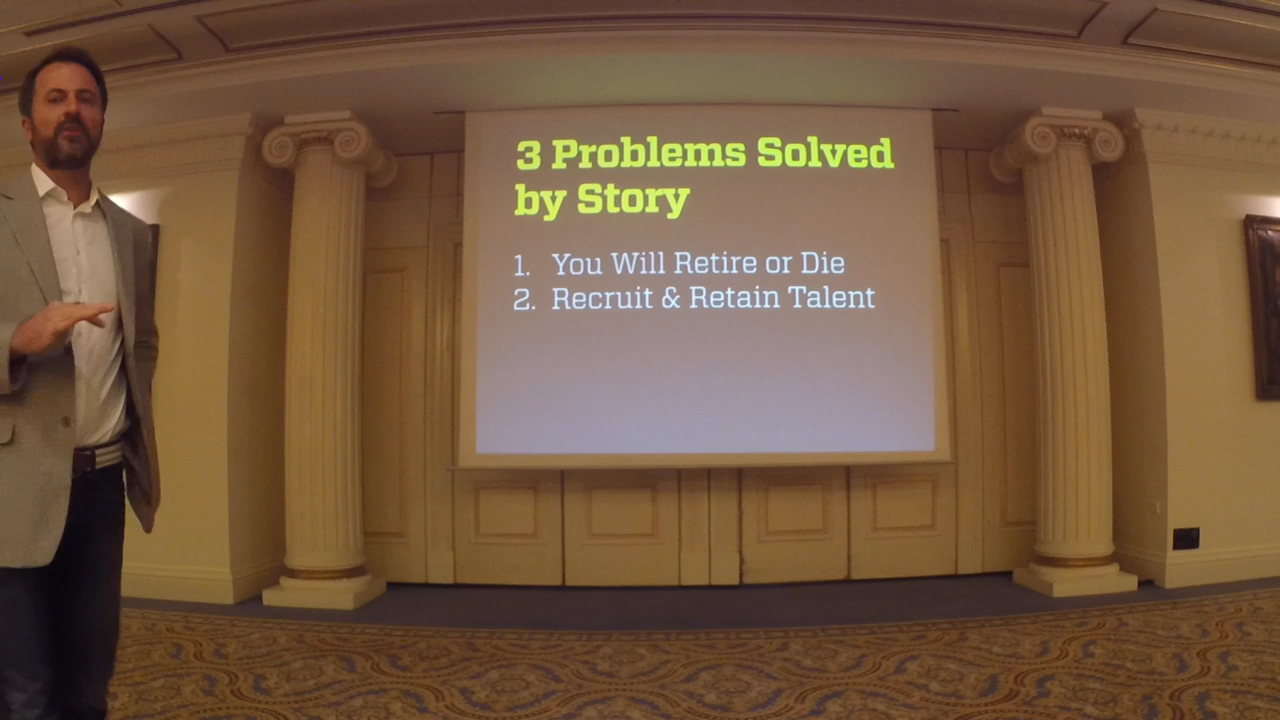 3 Problems Solved
by Story
1. You Will Retire or Die
2. Recruit & Retain Talent